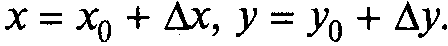 x = x₀ + Δx, y = y₀ + Δy.